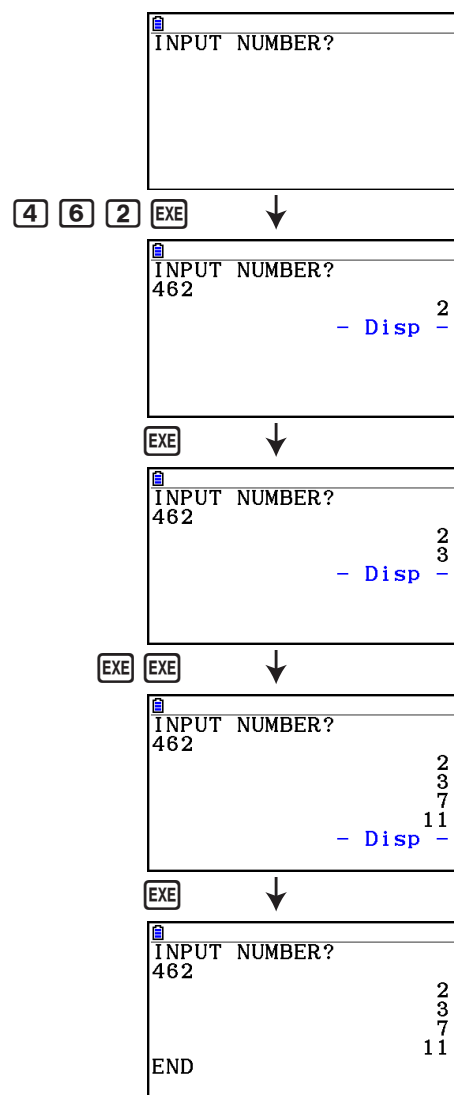 INPUT NUMBER?
4 6 2 EXE
INPUT NUMBER?
462
2
- Disp -
EXE
INPUT NUMBER?
462
2
3
- Disp -
EXE EXE
INPUT NUMBER?
462
2
3
7
11
- Disp -
EXE
INPUT NUMBER?
462
2
3
7
11
END